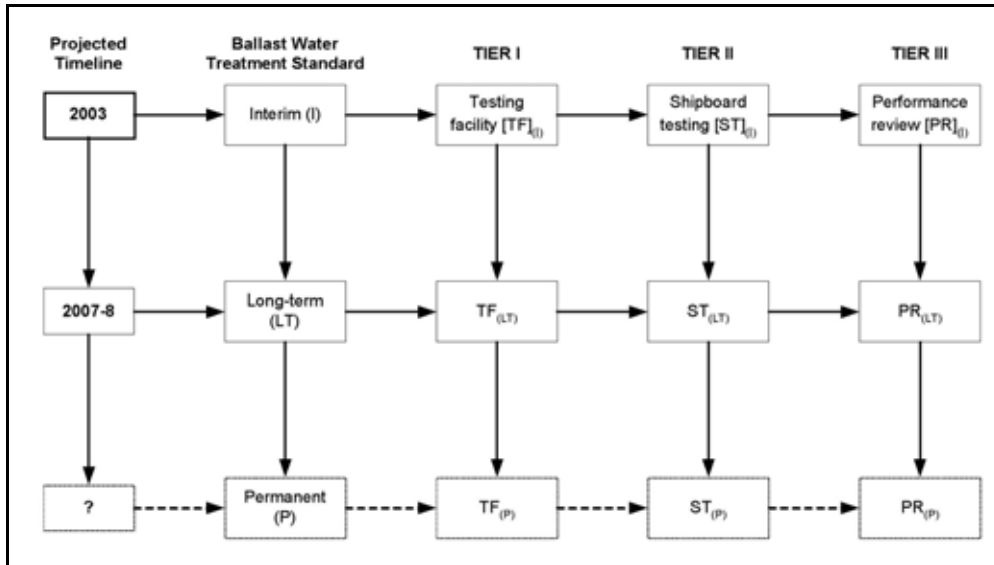 Projected
Timeline
Ballast Water
Treatment Standard
TIER I
TIER II
TIER III
2003
Interim (I)
Testing
facility [TF](I)
Shipboard
testing [ST](I)
Performance
review [PR](I)
2007-8
Long-term
(LT)
TF(LT)
ST(LT)
PR(LT)
?
Permanent
(P)
TF(P)
ST(P)
PR(P)